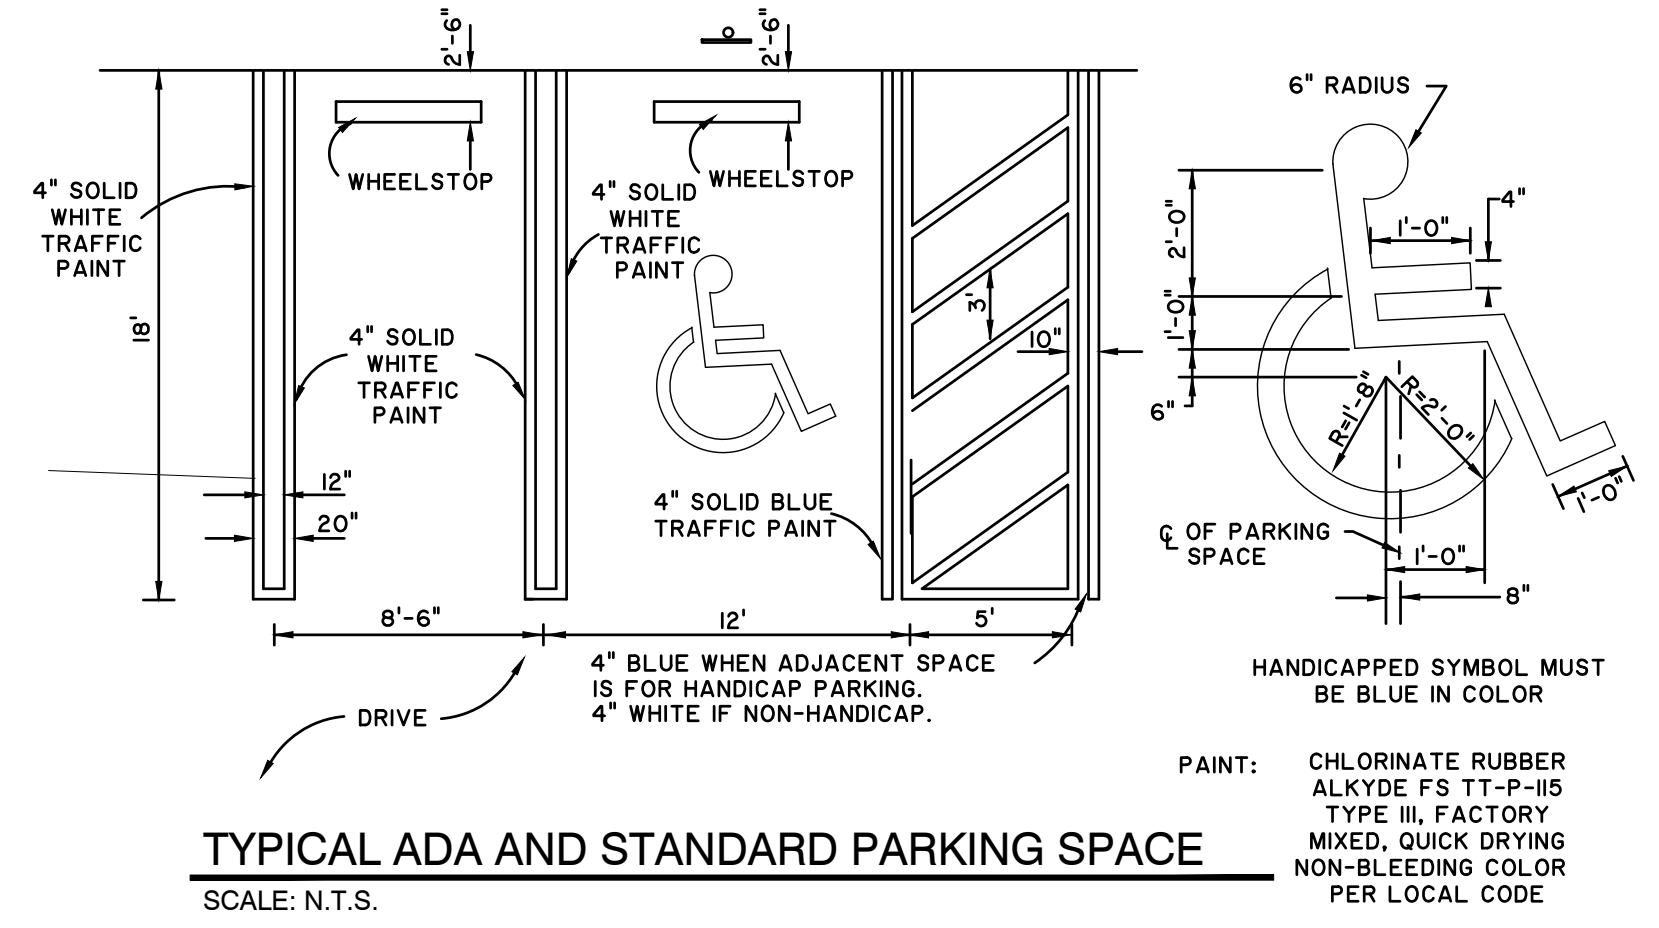 2'-6"
2'-6"
6" RADIUS
WHEELSTOP
WHEELSTOP
4" SOLID
WHITE
TRAFFIC
PAINT
4" SOLID
WHITE
TRAFFIC
PAINT
4"
1'-0"
2'-0"
1'-0"
6"
18'
4" SOLID
WHITE
TRAFFIC
PAINT
3'
10"
R=1'-8"
R=2'-0"
12"
20"
4" SOLID BLUE
TRAFFIC PAINT
1'-0"
℄ OF PARKING
SPACE
1'-0"
8"
8'-6"
12'
5'
4" BLUE WHEN ADJACENT SPACE
IS FOR HANDICAP PARKING.
4" WHITE IF NON-HANDICAP.
DRIVE
HANDICAPPED SYMBOL MUST
BE BLUE IN COLOR
PAINT:
CHLORINATE RUBBER
ALKYDE FS TT-P-115
TYPE III, FACTORY
MIXED, QUICK DRYING
NON-BLEEDING COLOR
PER LOCAL CODE
TYPICAL ADA AND STANDARD PARKING SPACE
SCALE: N.T.S.